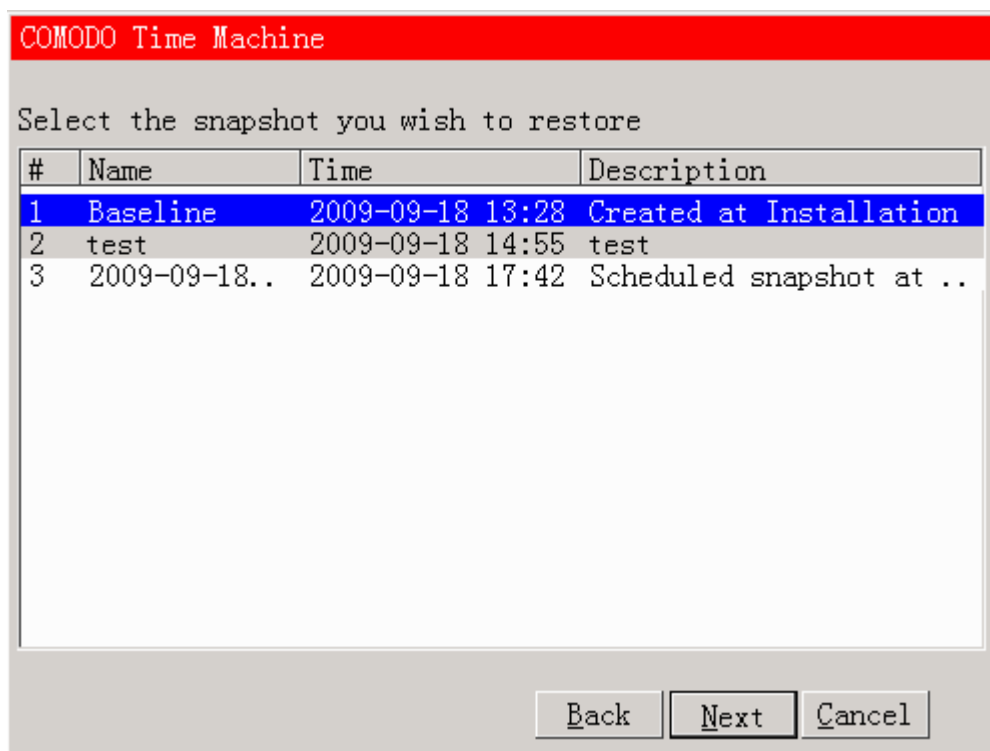 COMODO Time Machine
Select the snapshot you wish to restore
# Name Time Description
1 Baseline 2009-09-18 13:28 Created at Installation
2 test 2009-09-18 14:55 test
3 2009-09-18.. 2009-09-18 17:42 Scheduled snapshot at ..
Back Next Cancel